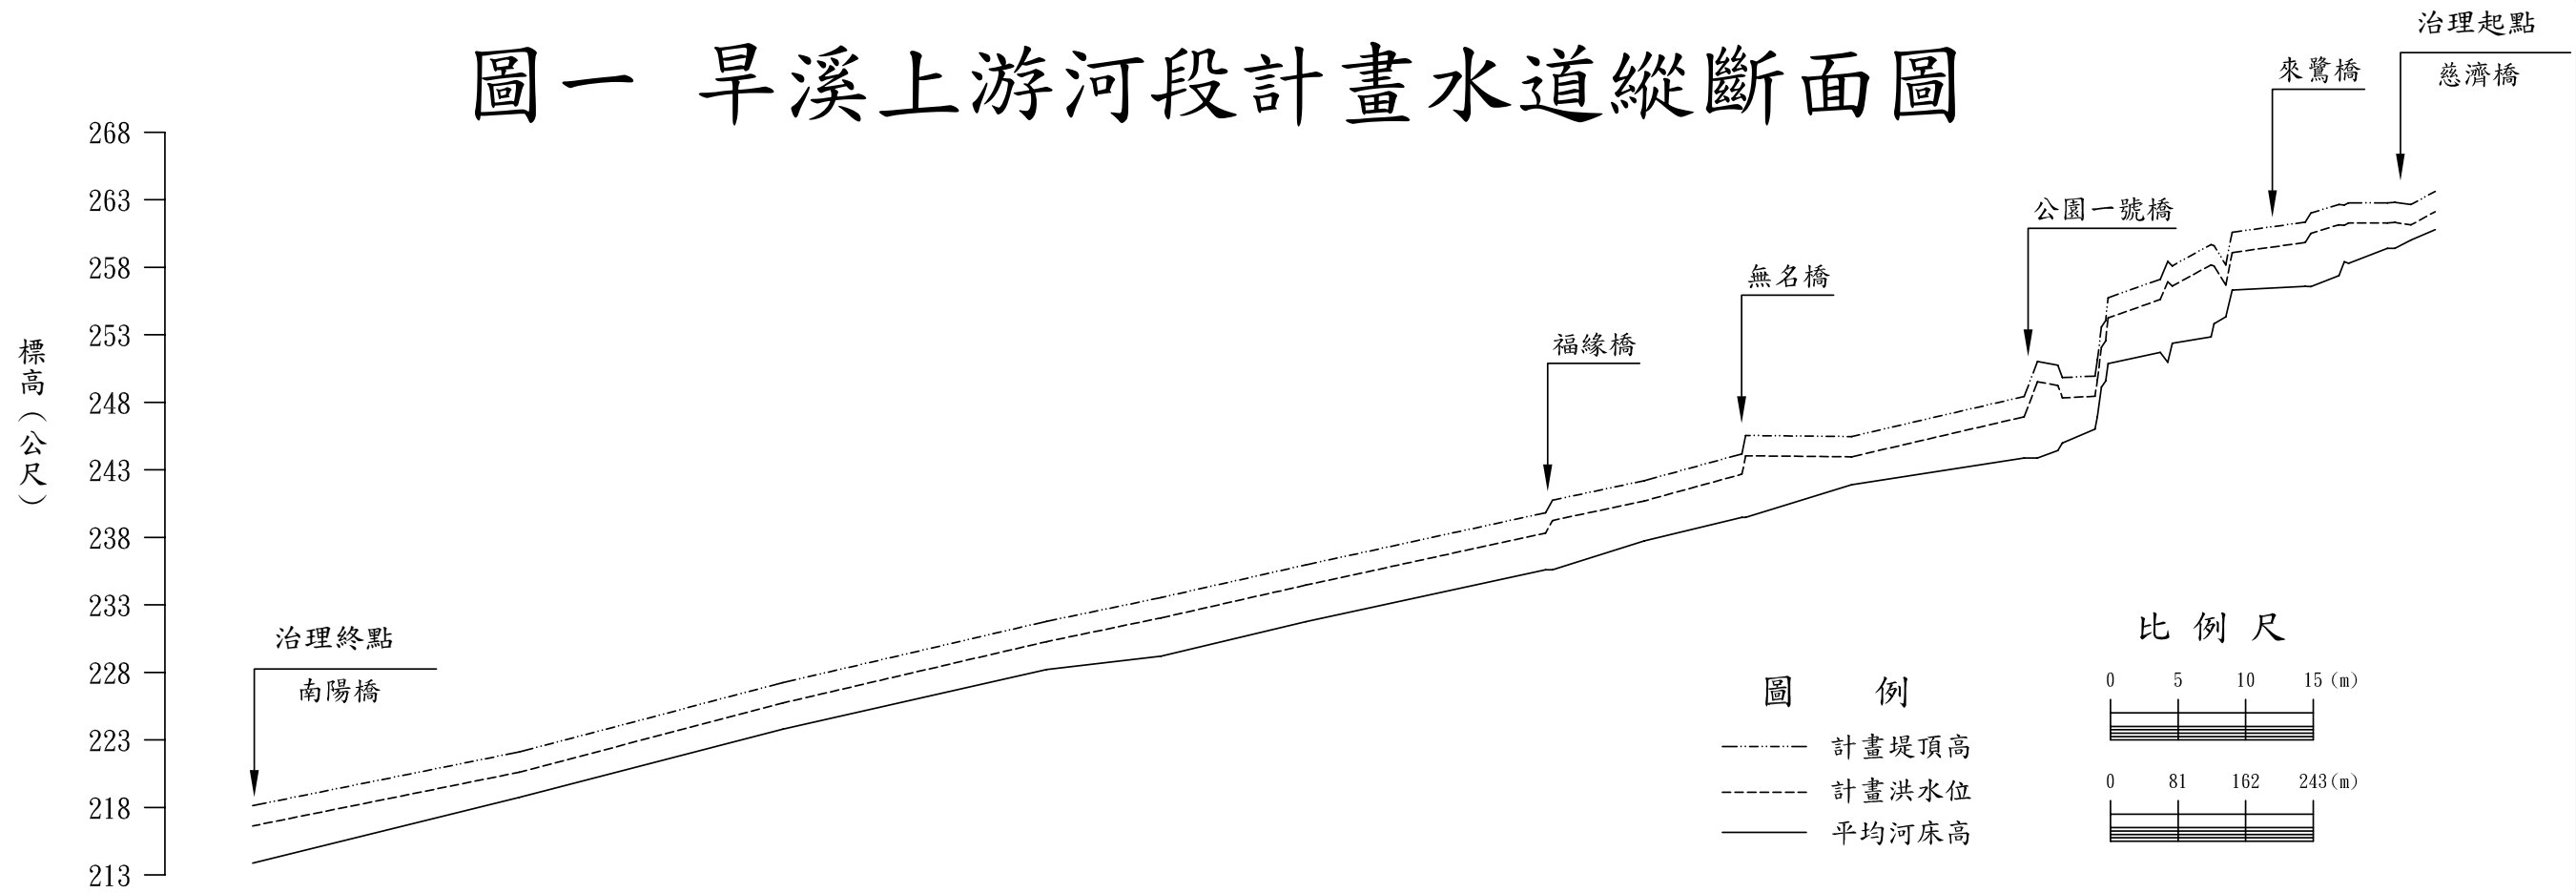 圖一 旱溪上游河段計畫水道縱斷面圖
治理起點
慈濟橋
來鷺橋
公園一號橋
無名橋
福緣橋
治理終點
南陽橋
標高(公尺)
268
263
258
253
248
243
238
233
228
223
218
213
圖 例
計畫堤頂高
計畫洪水位
平均河床高
比例尺
0 5 10 15(m)
0 81 162 243(m)